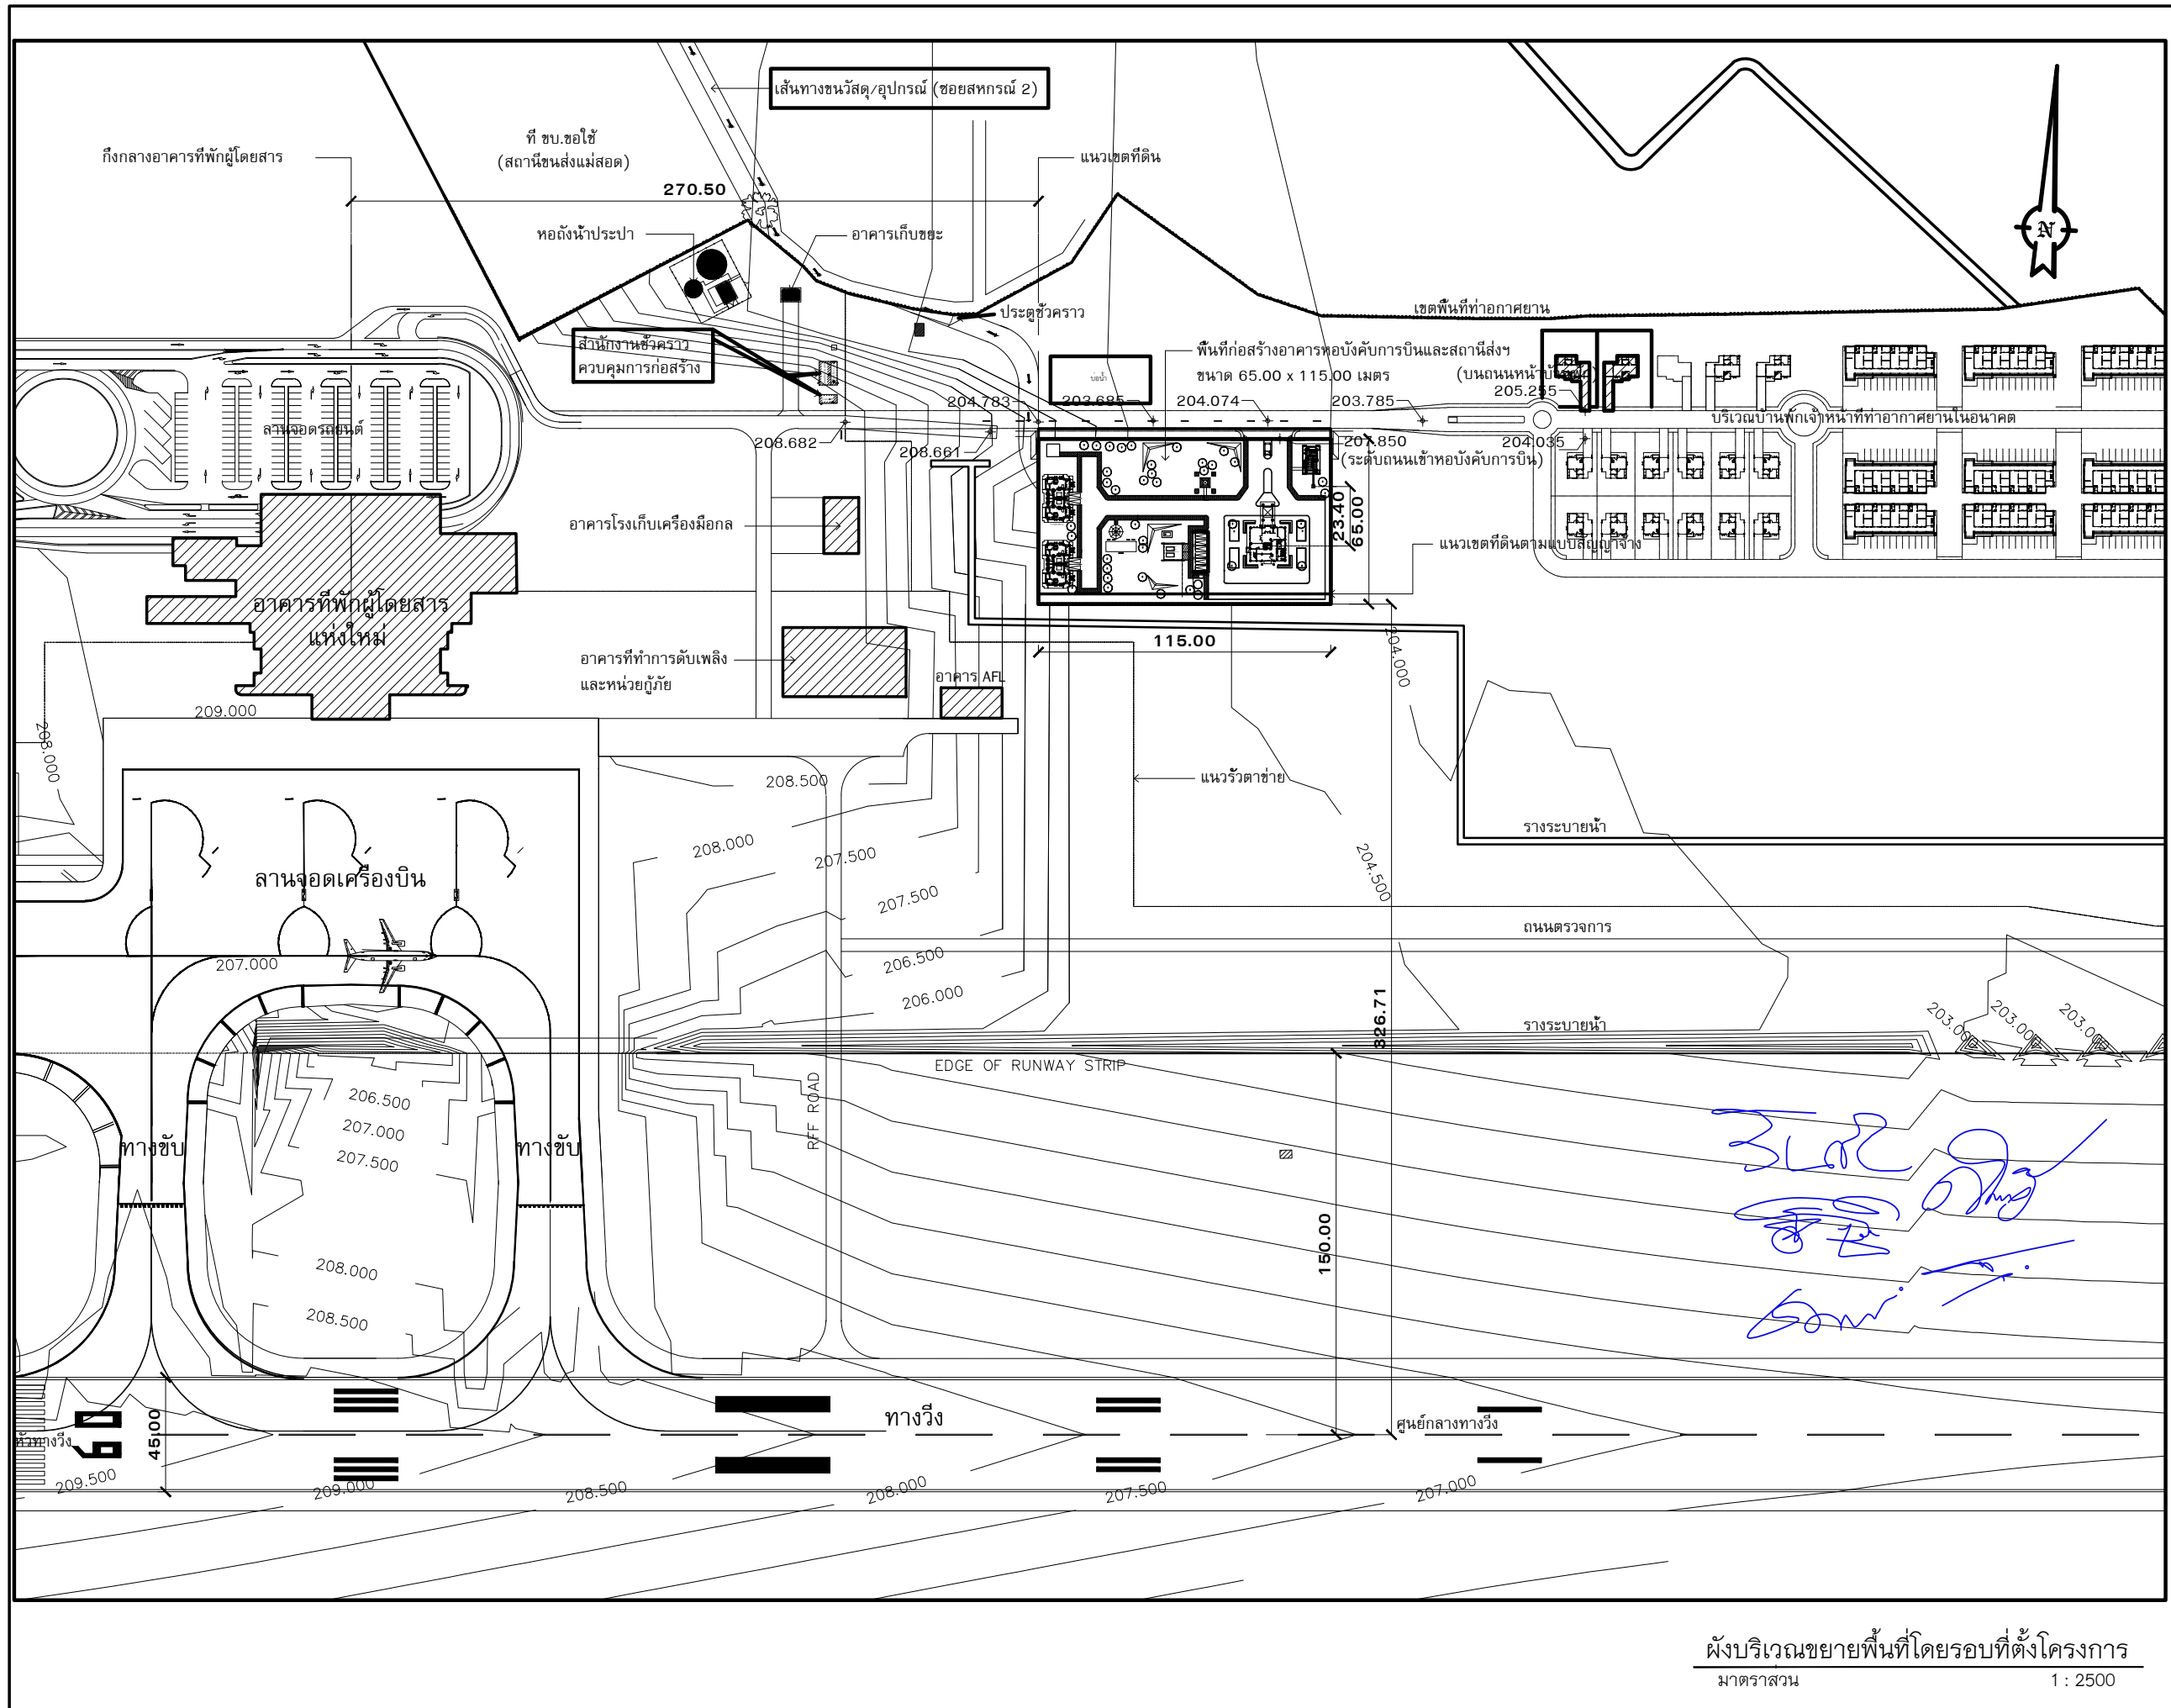 เส้นทางขนวัสดุ/อุปกรณ์ (ซอยสหกรณ์ 2)
ที่ ขบ.ขอใช้
(สถานีขนส่งแม่สอด)
กึ่งกลางอาคารที่พักผู้โดยสาร
แนวเขตที่ดิน
270.50
N
หอถังน้ำประปา
อาคารเก็บขยะ
ประตูชั่วคราว
เขตพื้นที่ท่าอากาศยาน
สำนักงานชั่วคราว
ควบคุมการก่อสร้าง
พื้นที่ก่อสร้างอาคารหอบังคับการบินและสถานีส่งฯ
ขนาด 65.00 x 115.00 เมตร
บ่อน้ำ
205.255
204.783
203.685
204.074
203.785
บริเวณบ้านพักเจ้าหน้าที่ท่าอากาศยานในอนาคต
ลานจอดรถยนต์
208.682
208.661
207.850
204.035
(ระดับถนนเข้าหอบังคับการบิน)
23.40
65.00
อาคารโรงเก็บเครื่องมือกล
แนวเขตที่ดินตามแบบสัญญาจ้าง
อาคารที่พักผู้โดยสาร
แห่งใหม่
115.00
204.000
อาคารที่ทำการดับเพลิง
และหน่วยกู้ภัย
อาคาร AFL
209.000
208.000
208.500
แนวรั้วตาข่าย
รางระบายน้ำ
208.000
207.500
204.500
ลานจอดเครื่องบิน
207.500
ถนนตรวจการ
207.000
206.500
206.000
326.71
รางระบายน้ำ
203.000
203.000
203.000
EDGE OF RUNWAY STRIP
RFF ROAD
206.500
207.000
207.500
ทางขับ
ทางขับ
150.00
208.000
208.500
45.00
ทางวิ่ง
ศูนย์กลางทางวิ่ง
หัวทางวิ่ง
209.500
209.000
208.500
208.000
207.500
207.000
ผังบริเวณขยายพื้นที่โดยรอบที่ตั้งโครงการ
มาตราส่วน 1 : 2500